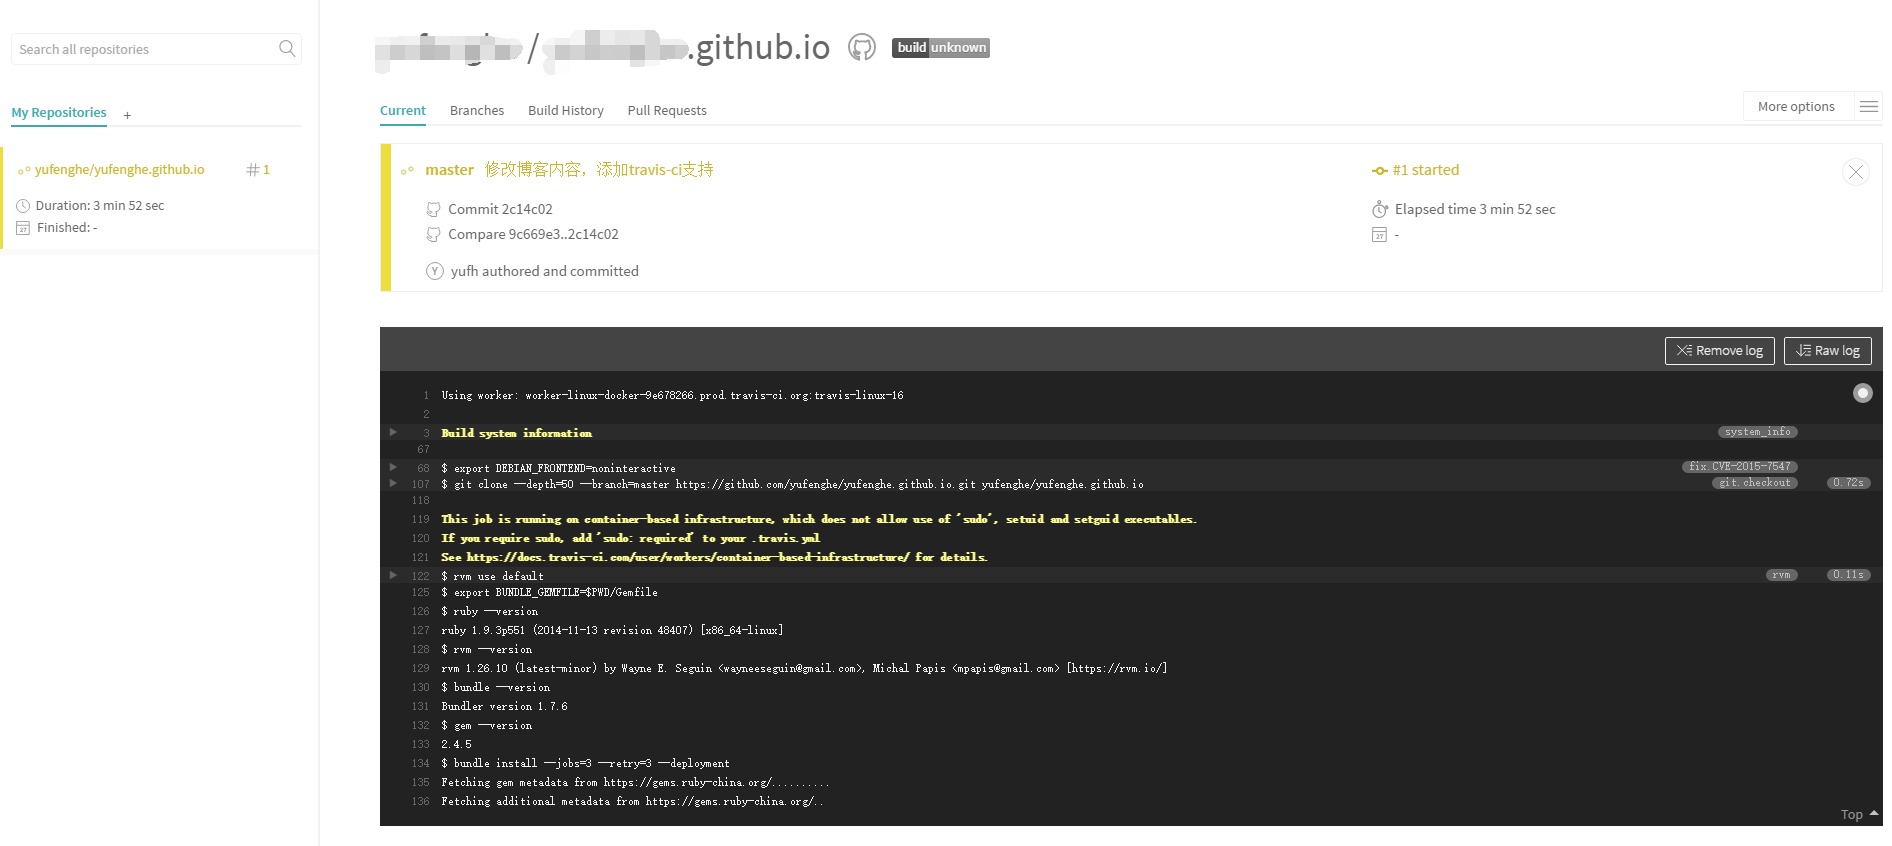 Search all repositories
My Repositories +
yufenghe/yufenghe.github.io # 1
Duration: 3 min 52 sec
Finished: -
/ .github.io build unknown
Current Branches Build History Pull Requests
More options
master 修改博客内容，添加travis-ci支持
Commit 2c14c02
Compare 9c669e3..2c14c02
Y yufh authored and committed
#1 started
Elapsed time 3 min 52 sec
27 -
Remove log Raw log
1 Using worker: worker-linux-docker-9e678266.prod.travis-ci.org:travis-linux-16
2
3 Build system information system_info
67
68 $ export DEBIAN_FRONTEND=noninteractive fix.CVE-2015-7547
107 $ git clone --depth=50 --branch=master https://github.com/yufenghe/yufenghe.github.io.git yufenghe/yufenghe.github.io git.checkout 0.72s
118
119 This job is running on container-based infrastructure, which does not allow use of 'sudo', setuid and setguid executables.
120 If you require sudo, add 'sudo: required' to your .travis.yml
121 See https://docs.travis-ci.com/user/workers/container-based-infrastructure/ for details.
122 $ rvm use default rvm 0.11s
125 $ export BUNDLE_GEMFILE=$PWD/Gemfile
126 $ ruby --version
127 ruby 1.9.3p551 (2014-11-13 revision 48407) [x86_64-linux]
128 $ rvm --version
129 rvm 1.26.10 (latest-minor) by Wayne E. Seguin <wayneeseguin@gmail.com>, Michal Papis <mpapis@gmail.com> [https://rvm.io/]
130 $ bundle --version
131 Bundler version 1.7.6
132 $ gem --version
133 2.4.5
134 $ bundle install --jobs=3 --retry=3 --deployment
135 Fetching gem metadata from https://gems.ruby-china.org/..........
136 Fetching additional metadata from https://gems.ruby-china.org/..
Top